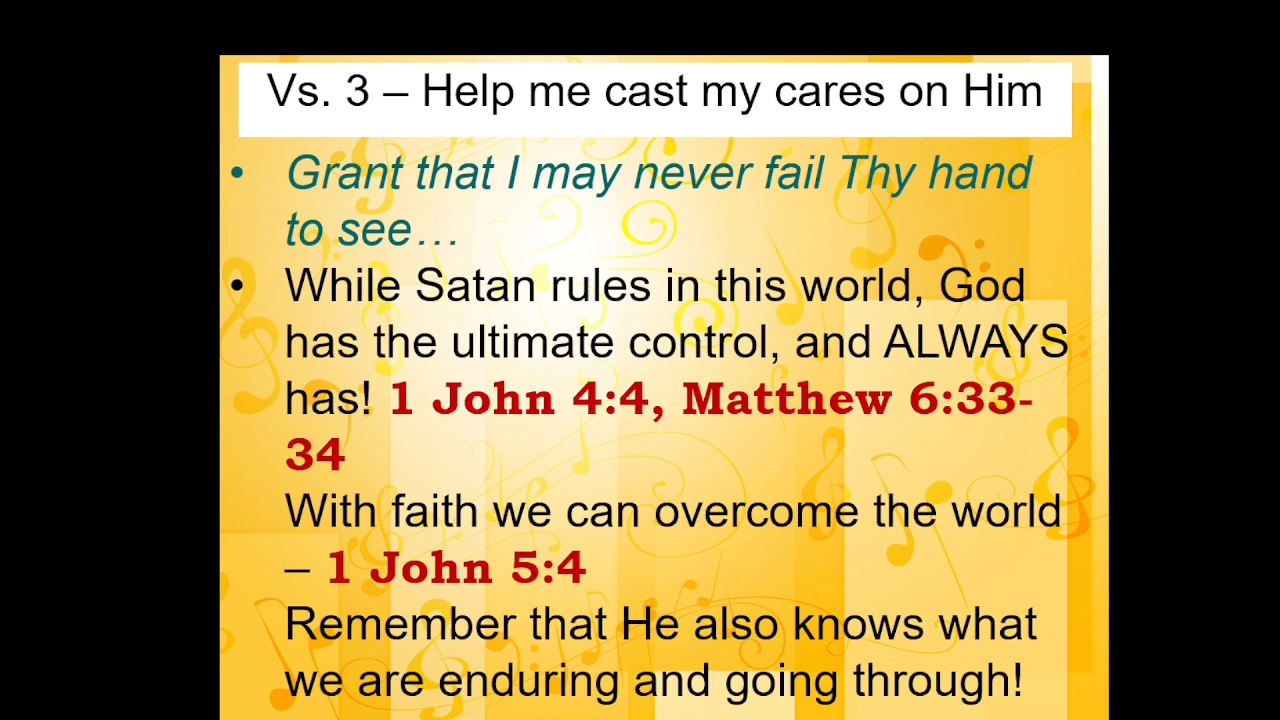 Vs. 3 – Help me cast my cares on Him
• Grant that I may never fail Thy hand
to see…
• While Satan rules in this world, God
has the ultimate control, and ALWAYS
has! 1 John 4:4, Matthew 6:33-
34
With faith we can overcome the world
– 1 John 5:4
Remember that He also knows what
we are enduring and going through!